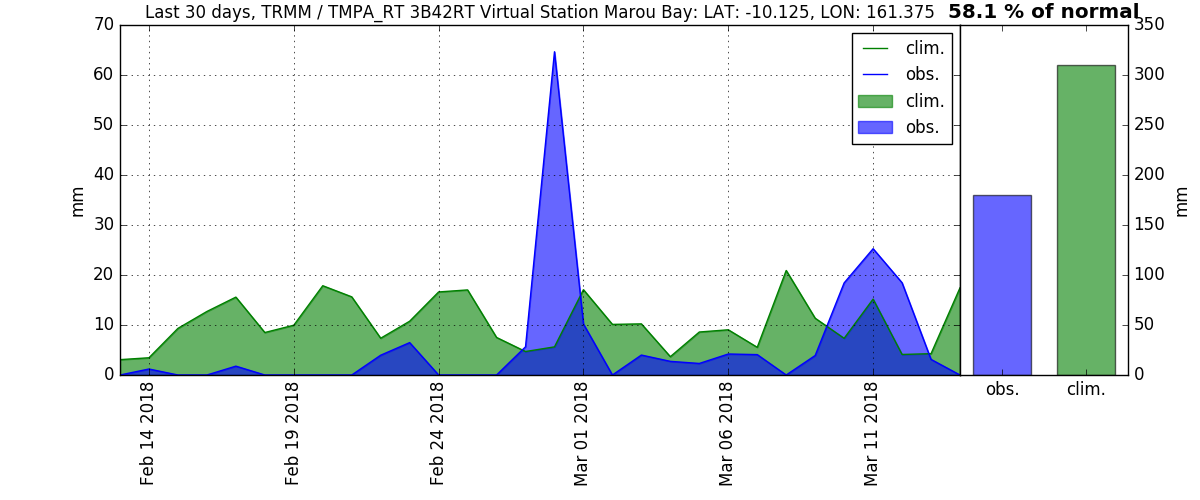 Last 30 days, TRMM / TMPA_RT 3B42RT Virtual Station Marou Bay: LAT: -10.125, LON: 161.375 58.1 % of normal
70
60
50
40
30
20
10
0
mm
clim.
obs.
clim.
obs.
350
300
250
200
150
100
50
0
mm
Feb 14 2018
Feb 19 2018
Feb 24 2018
Mar 01 2018
Mar 06 2018
Mar 11 2018
obs.
clim.